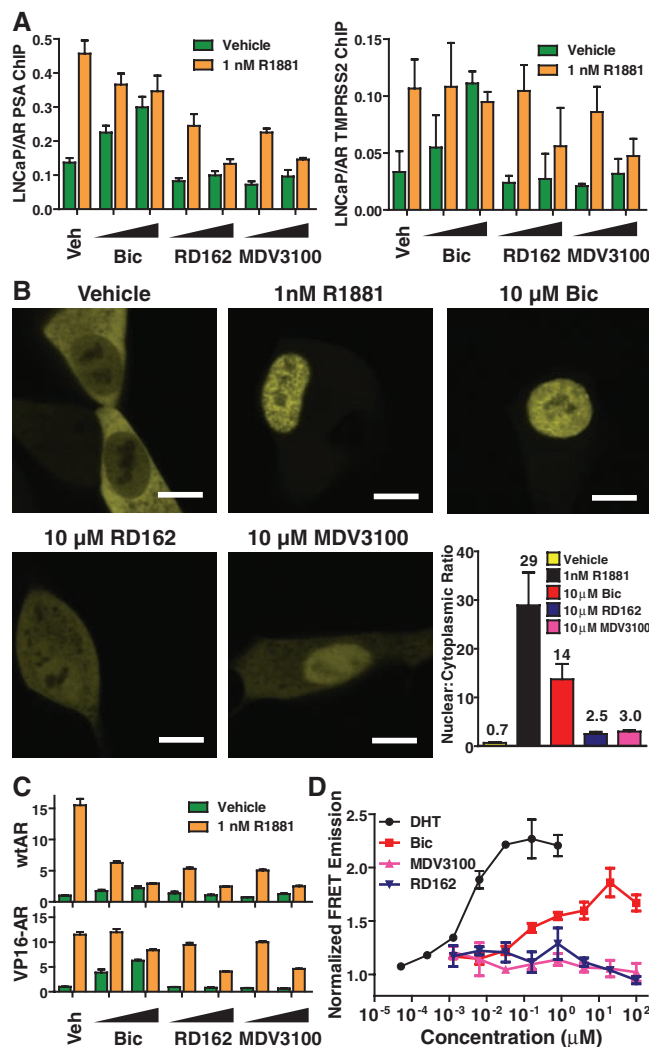 A
LNCaP/AR PSA ChIP
0.5
0.4
0.3
0.2
0.1
0.0
Vehicle
1 nM R1881
Veh
Bic
RD162
MDV3100
LNCaP/AR TMPRSS2 ChIP
0.15
0.10
0.05
0.00
Vehicle
1 nM R1881
Veh
Bic
RD162
MDV3100
B
Vehicle
1nM R1881
10 µM Bic
10 µM RD162
10 µM MDV3100
Nuclear:Cytoplasmic Ratio
40
30
20
10
0
0.7
29
14
2.5
3.0
Vehicle
1nM R1881
10µM Bic
10µM RD162
10µM MDV3100
C
wtAR
15
10
5
0
Vehicle
1 nM R1881
VP16-AR
15
10
5
0
Veh
Bic
RD162
MDV3100
D
Normalized FRET Emission
2.5
2.0
1.5
1.0
DHT
Bic
MDV3100
RD162
10⁻⁵ 10⁻⁴ 10⁻³ 10⁻² 10⁻¹ 10⁰ 10¹ 10²
Concentration (µM)